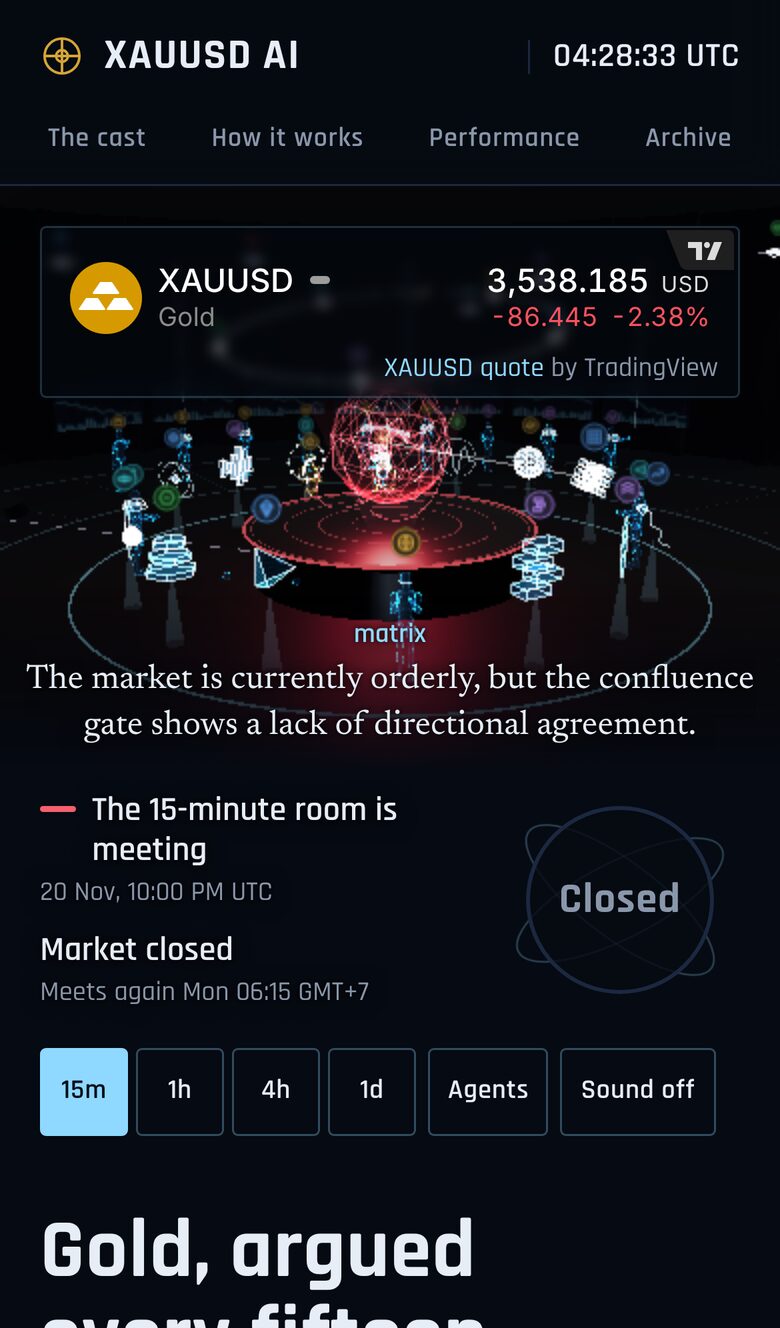 XAUUSD AI
04:28:33 UTC
The cast
How it works
Performance
Archive
XAUUSD
3,538.185 USD
Gold
-86.445 -2.38%
XAUUSD quote by TradingView
matrix
The market is currently orderly, but the confluence
gate shows a lack of directional agreement.
The 15-minute room is
meeting
20 Nov, 10:00 PM UTC
Closed
Market closed
Meets again Mon 06:15 GMT+7
15m
1h
4h
1d
Agents
Sound off
Gold, argued
every fifteen